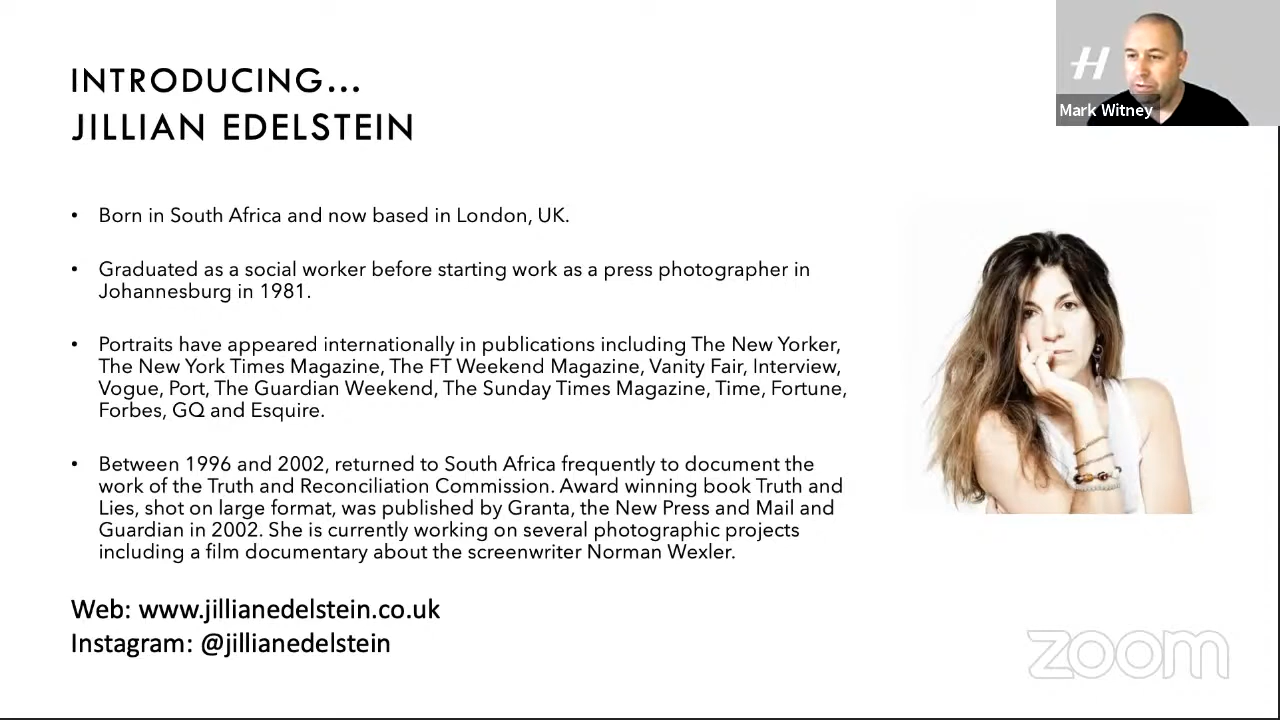 INTRODUCING...
JILLIAN EDELSTEIN
H
Mark Witney
• Born in South Africa and now based in London, UK.
• Graduated as a social worker before starting work as a press photographer in
Johannesburg in 1981.
• Portraits have appeared internationally in publications including The New Yorker,
The New York Times Magazine, The FT Weekend Magazine, Vanity Fair, Interview,
Vogue, Port, The Guardian Weekend, The Sunday Times Magazine, Time, Fortune,
Forbes, GQ and Esquire.
• Between 1996 and 2002, returned to South Africa frequently to document the
work of the Truth and Reconciliation Commission. Award winning book Truth and
Lies, shot on large format, was published by Granta, the New Press and Mail and
Guardian in 2002. She is currently working on several photographic projects
including a film documentary about the screenwriter Norman Wexler.
Web: www.jillianedelstein.co.uk
Instagram: @jillianedelstein
zoom